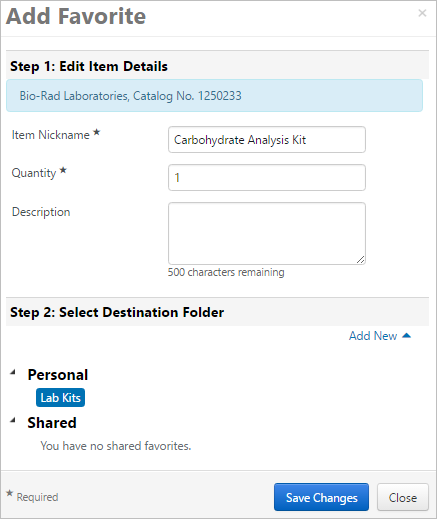 Add Favorite ×
Step 1: Edit Item Details
Bio-Rad Laboratories, Catalog No. 1250233
Item Nickname * Carbohydrate Analysis Kit
Quantity * 1
Description
500 characters remaining
Step 2: Select Destination Folder
Add New
Personal
Lab Kits
Shared
You have no shared favorites.
* Required Save Changes Close